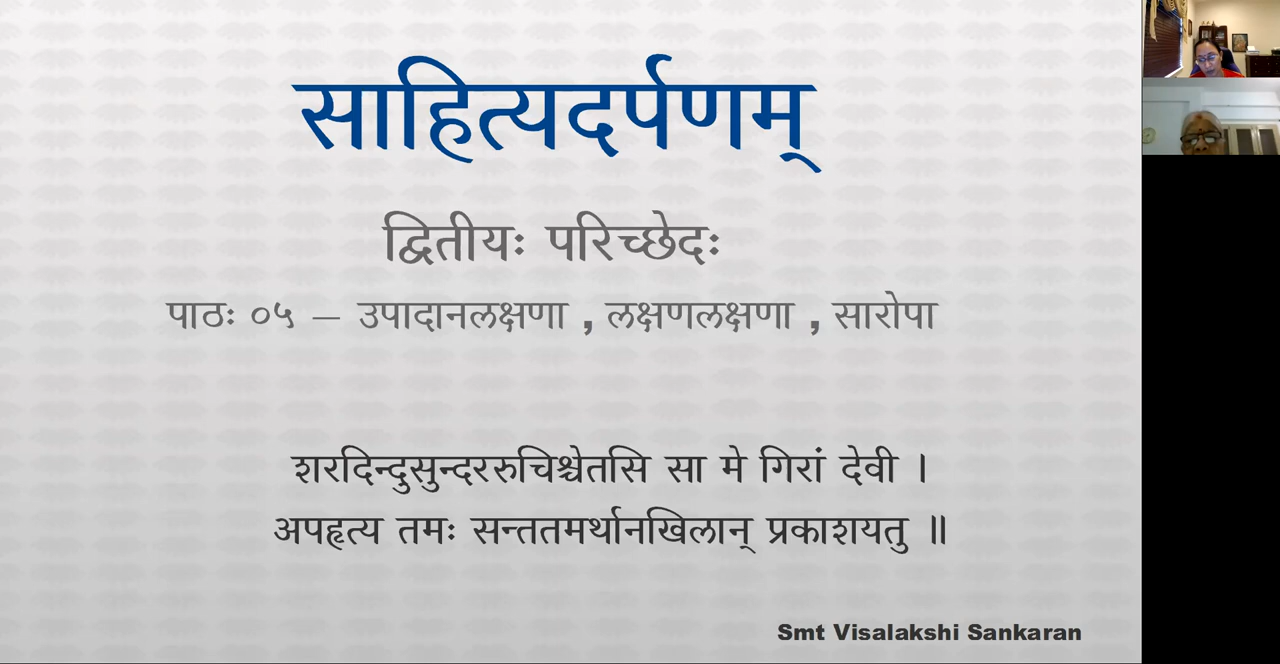 साहित्यदर्पणम्
द्वितीयः परिच्छेदः
पाठः ०५ – उपादानलक्षणा , लक्षणलक्षणा , सारोपा
शरदिन्दुसुन्दररुचिश्चेतसि सा मे गिरां देवी ।
अपहृत्य तमः सन्ततमर्थानखिलान् प्रकाशयतु ॥
Smt Visalakshi Sankaran